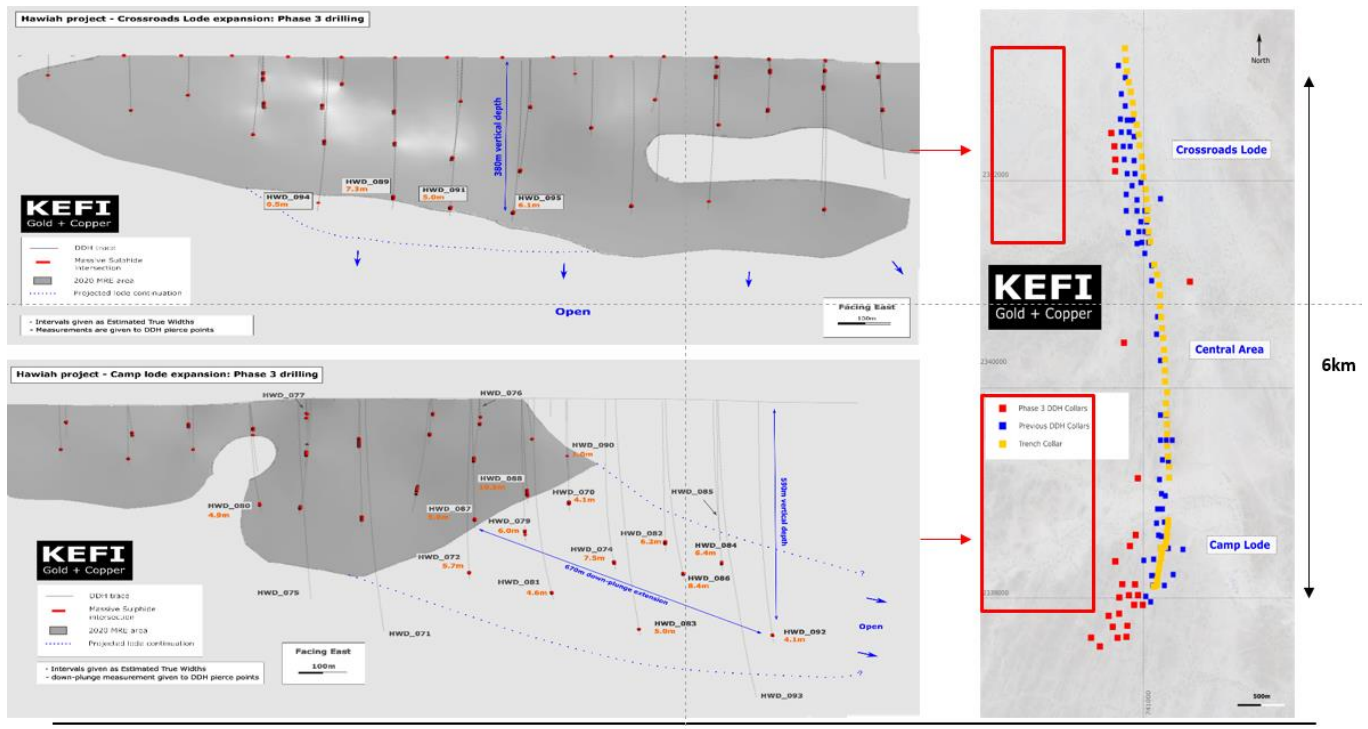 Hawiah project - Crossroads Lode expansion: Phase 3 drilling
380m vertical depth
HWD_094
0.5m
HWD_089
7.3m
HWD_091
5.0m
HWD_095
6.1m
KEFI
Gold + Copper
DDH trace
Massive Sulphide
intersection
2020 MRE area
Projected lode continuation
- Intervals given as Estimated True Widths
- Measurements are given to DDH pierce points
Open
Facing East
100m
Hawiah project - Camp lode expansion: Phase 3 drilling
HWD_077
HWD_076
HWD_090
HWD_088
HWD_070
4.1m
HWD_085
HWD_080
4.8m
HWD_087
HWD_079
6.0m
HWD_082
6.2m
HWD_084
6.4m
HWD_074
7.5m
HWD_072
5.7m
HWD_086
8.4m
HWD_081
4.6m
670m down-plunge extension
590m vertical depth
HWD_075
HWD_071
HWD_083
5.0m
HWD_092
4.1m
HWD_093
?
?
Open
KEFI
Gold + Copper
DDH trace
Massive Sulphide
intersection
2020 MRE area
Projected lode continuation
- Intervals given as Estimated True Widths
- down-plunge measurement given to DDH pierce points
Facing East
100m
North
Crossroads Lode
KEFI
Gold + Copper
Central Area
2340000
Phase 3 DDH Collars
Previous DDH Collars
Trench Collar
Camp Lode
741000
500m
6km